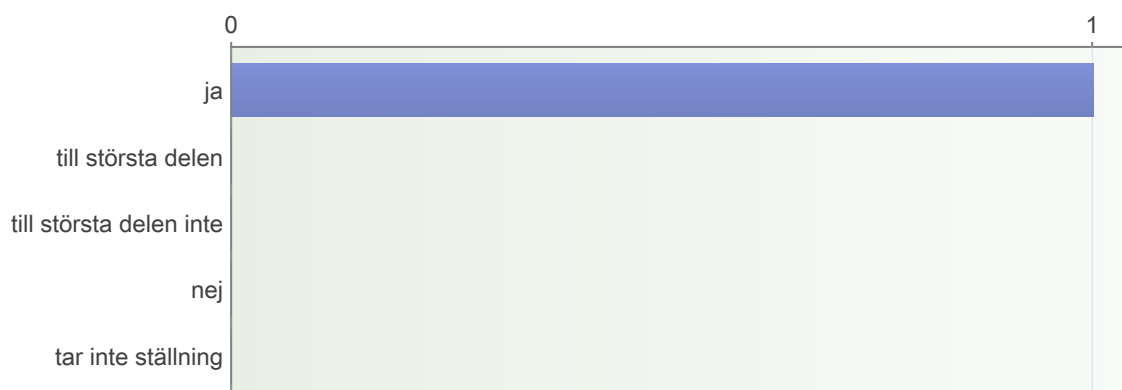 0 1
ja
till största delen
till största delen inte
nej
tar inte ställning